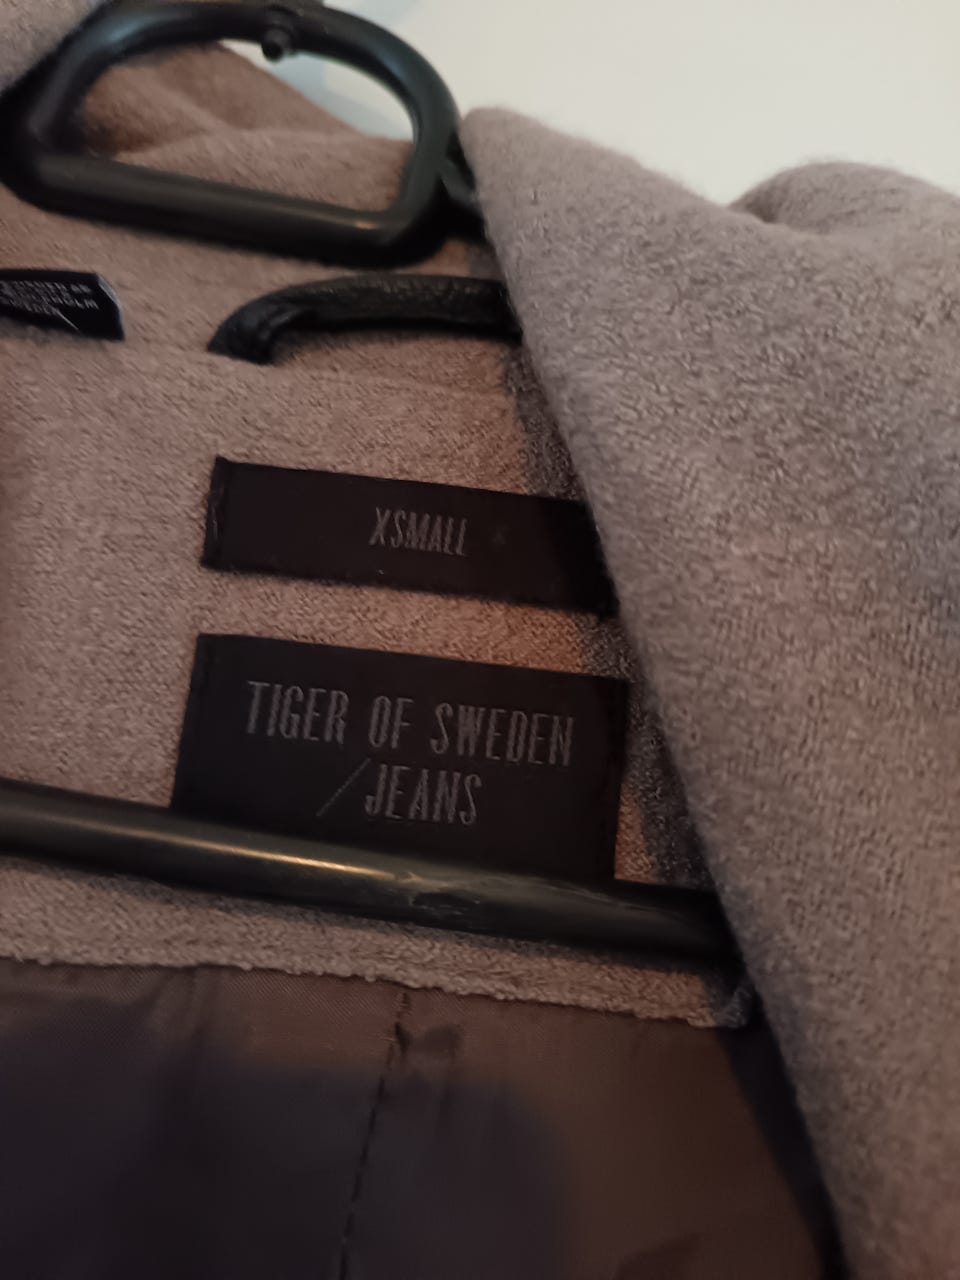 XSMALL
TIGER OF SWEDEN
/JEANS